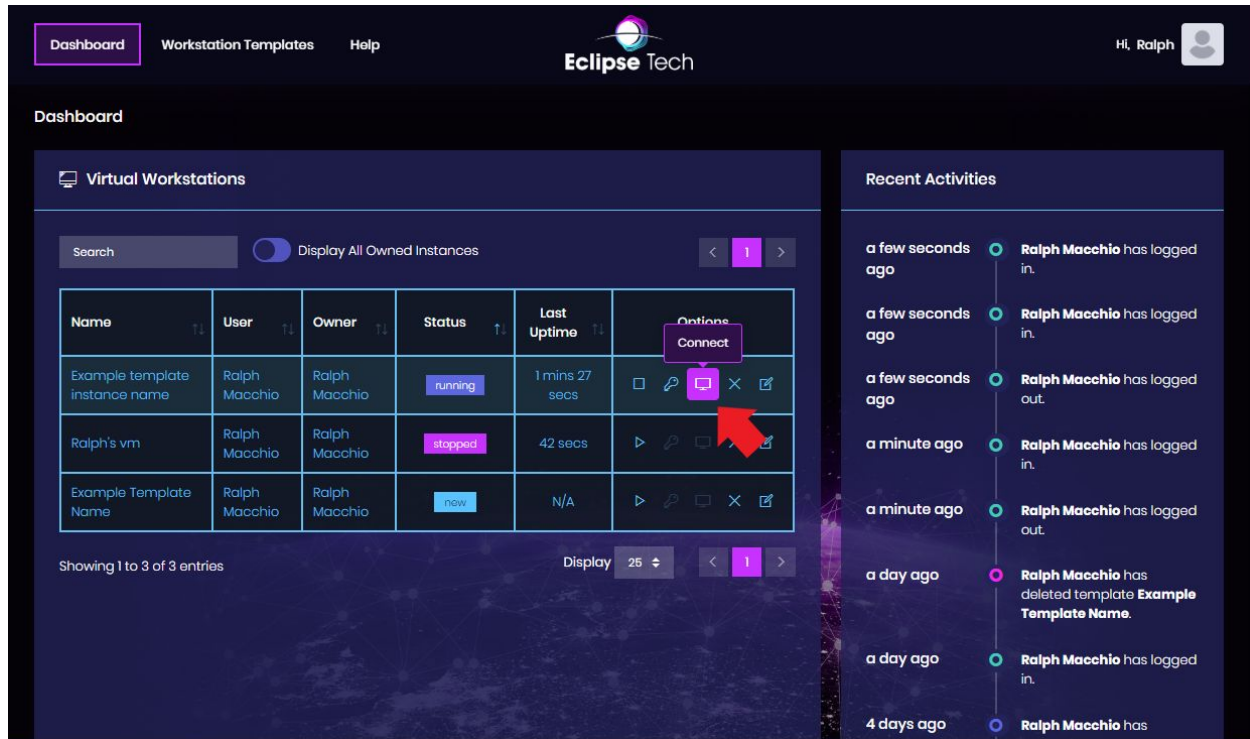 Dashboard
Workstation Templates
Help
Eclipse Tech
Hi, Ralph
Dashboard
Virtual Workstations
Search
Display All Owned Instances
< 1 >
Name
User
Owner
Status
Last
Uptime
Options
Connect
Example template
instance name
Ralph
Macchio
Ralph
Macchio
running
1 mins 27
secs
Ralph's vm
Ralph
Macchio
Ralph
Macchio
stopped
42 secs
Example Template
Name
Ralph
Macchio
Ralph
Macchio
new
N/A
Showing 1 to 3 of 3 entries
Display 25
< 1 >
Recent Activities
a few seconds
ago
Ralph Macchio has logged
in.
a few seconds
ago
Ralph Macchio has logged
in.
a few seconds
ago
Ralph Macchio has logged
out.
a minute ago
Ralph Macchio has logged
in.
a minute ago
Ralph Macchio has logged
out.
a day ago
Ralph Macchio has
deleted template Example
Template Name.
a day ago
Ralph Macchio has logged
in.
4 days ago
Ralph Macchio has